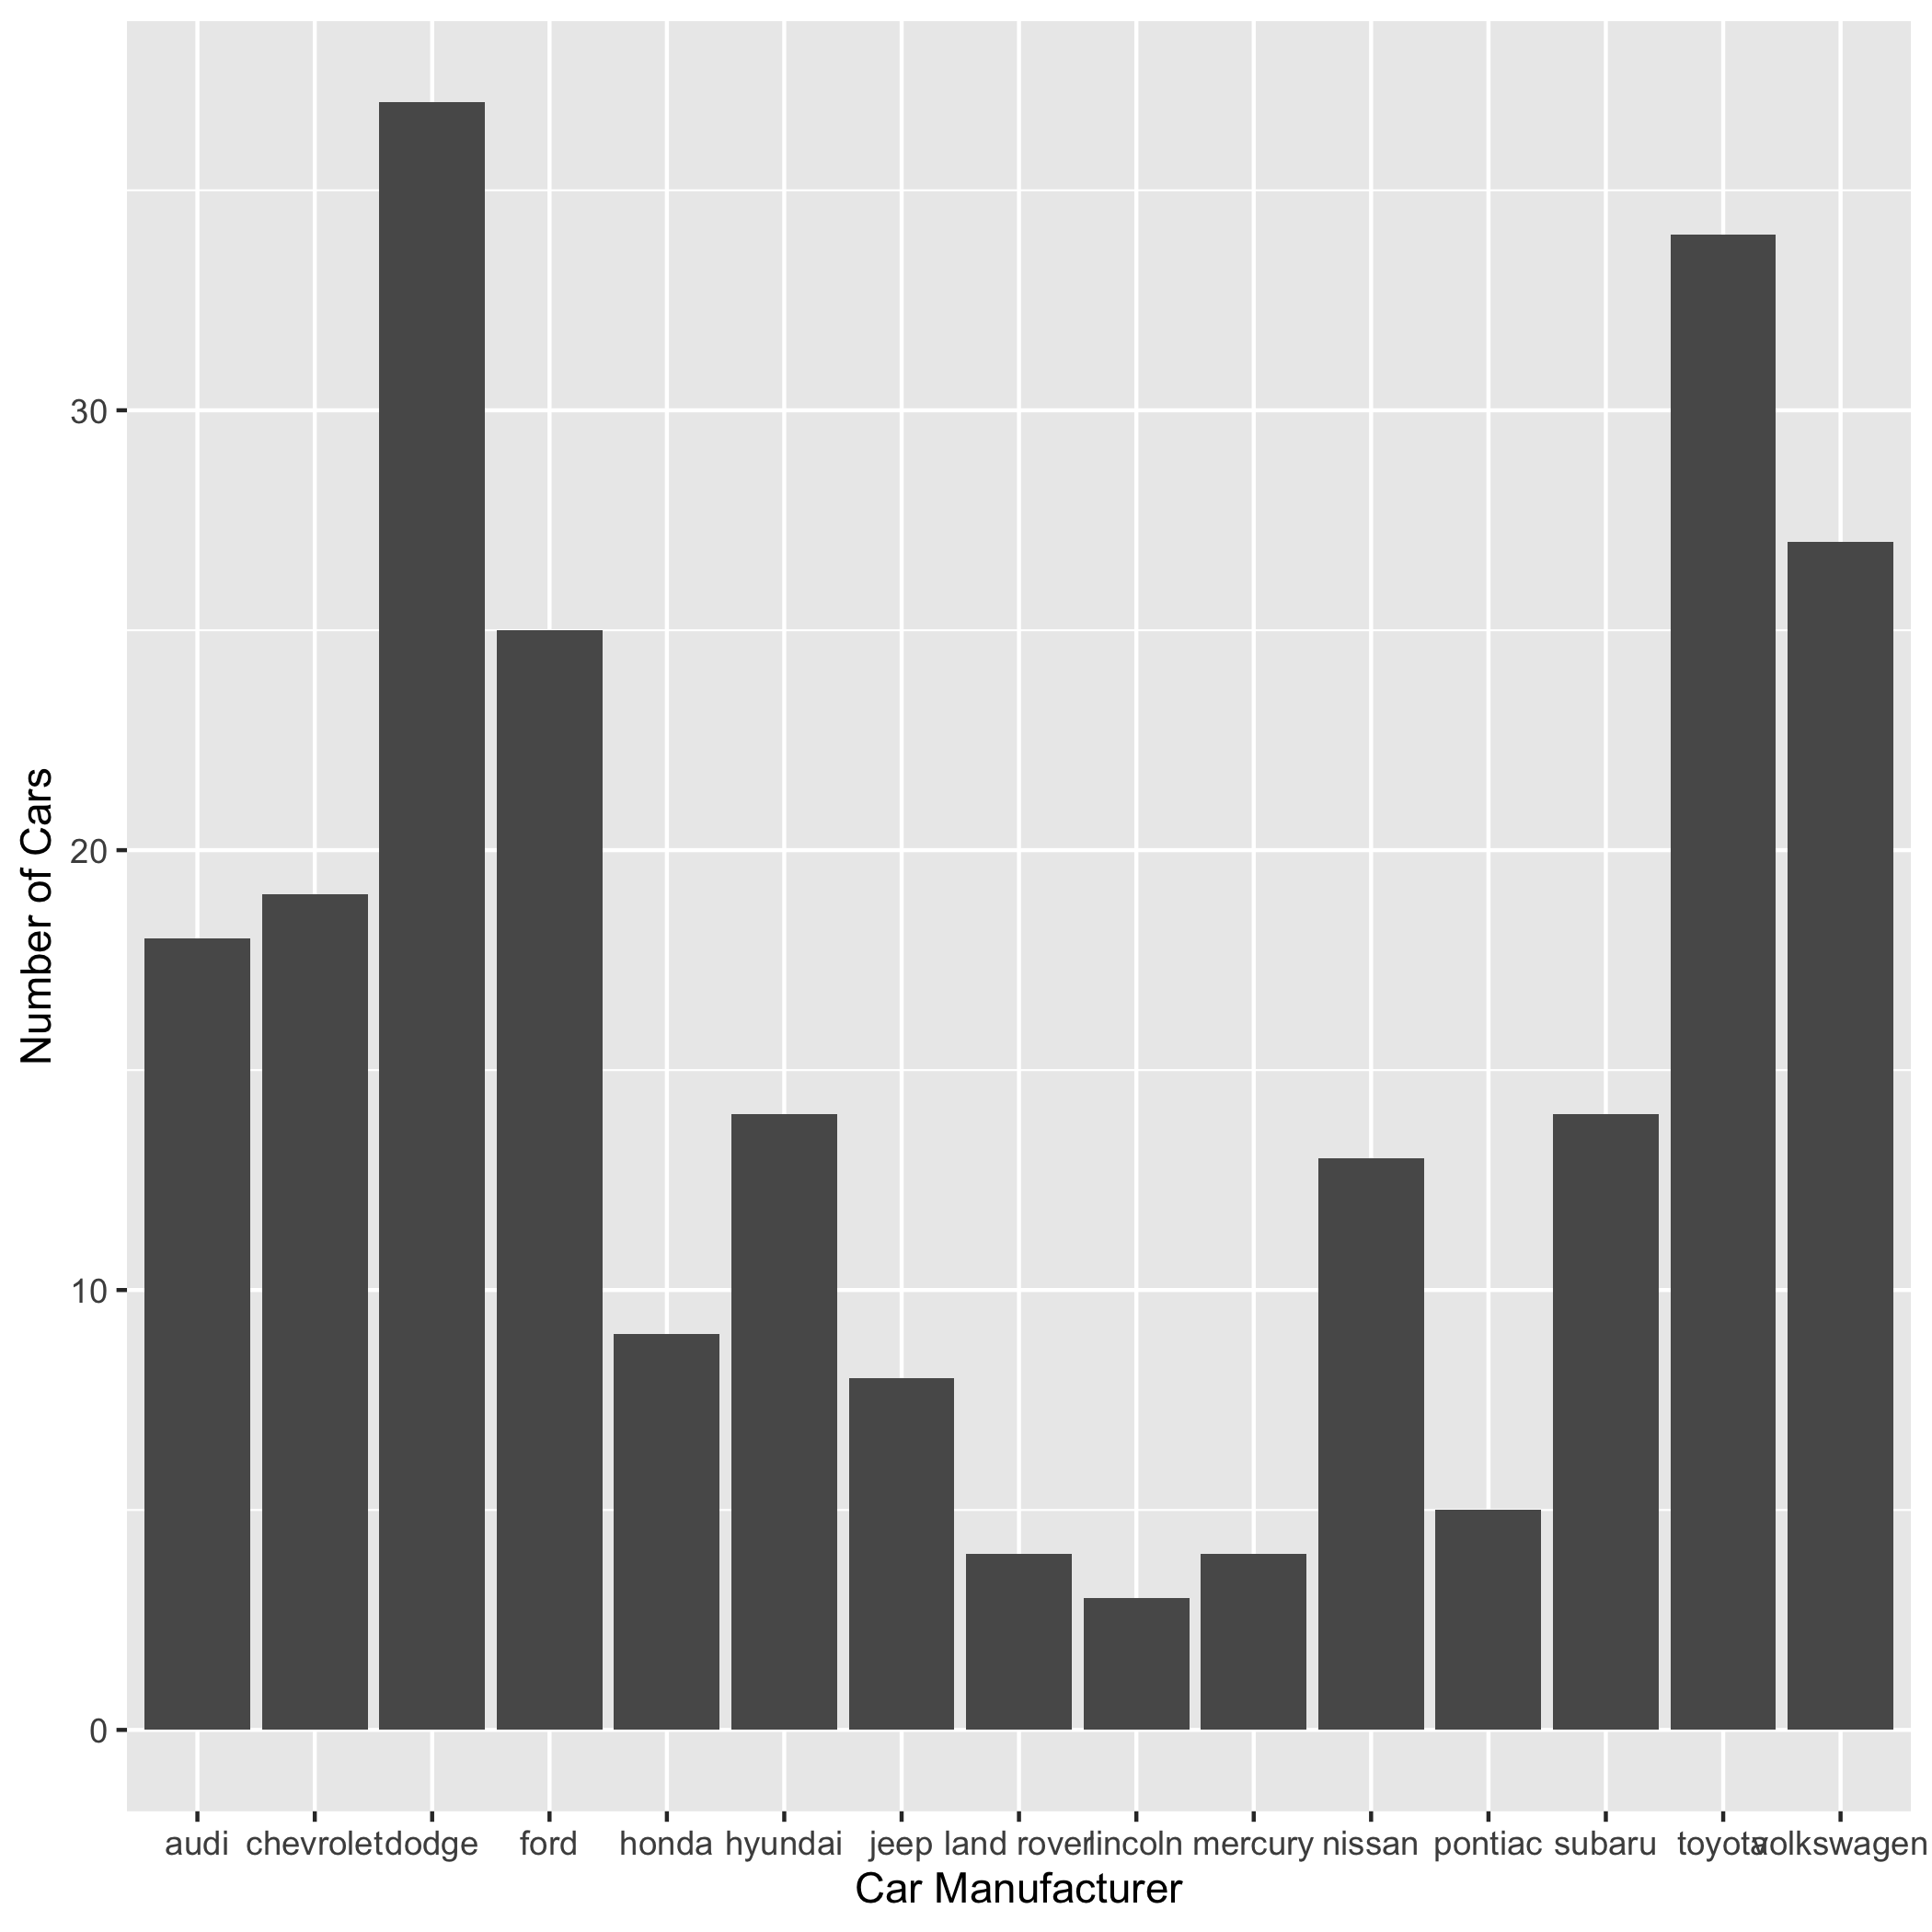 Number of Cars
30
20
10
0
audi chevrolet dodge ford honda hyundai jeep land rover lincoln mercury nissan pontiac subaru toyota volkswagen
Car Manufacturer